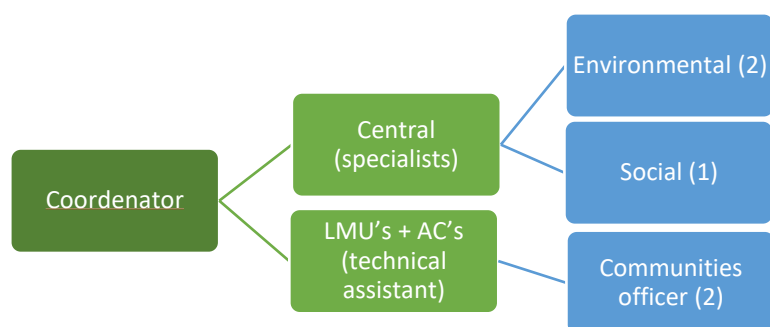 Coordenator
Central
(specialists)
LMU's + AC's
(technical
assistant)
Environmental (2)
Social (1)
Communities
officer (2)